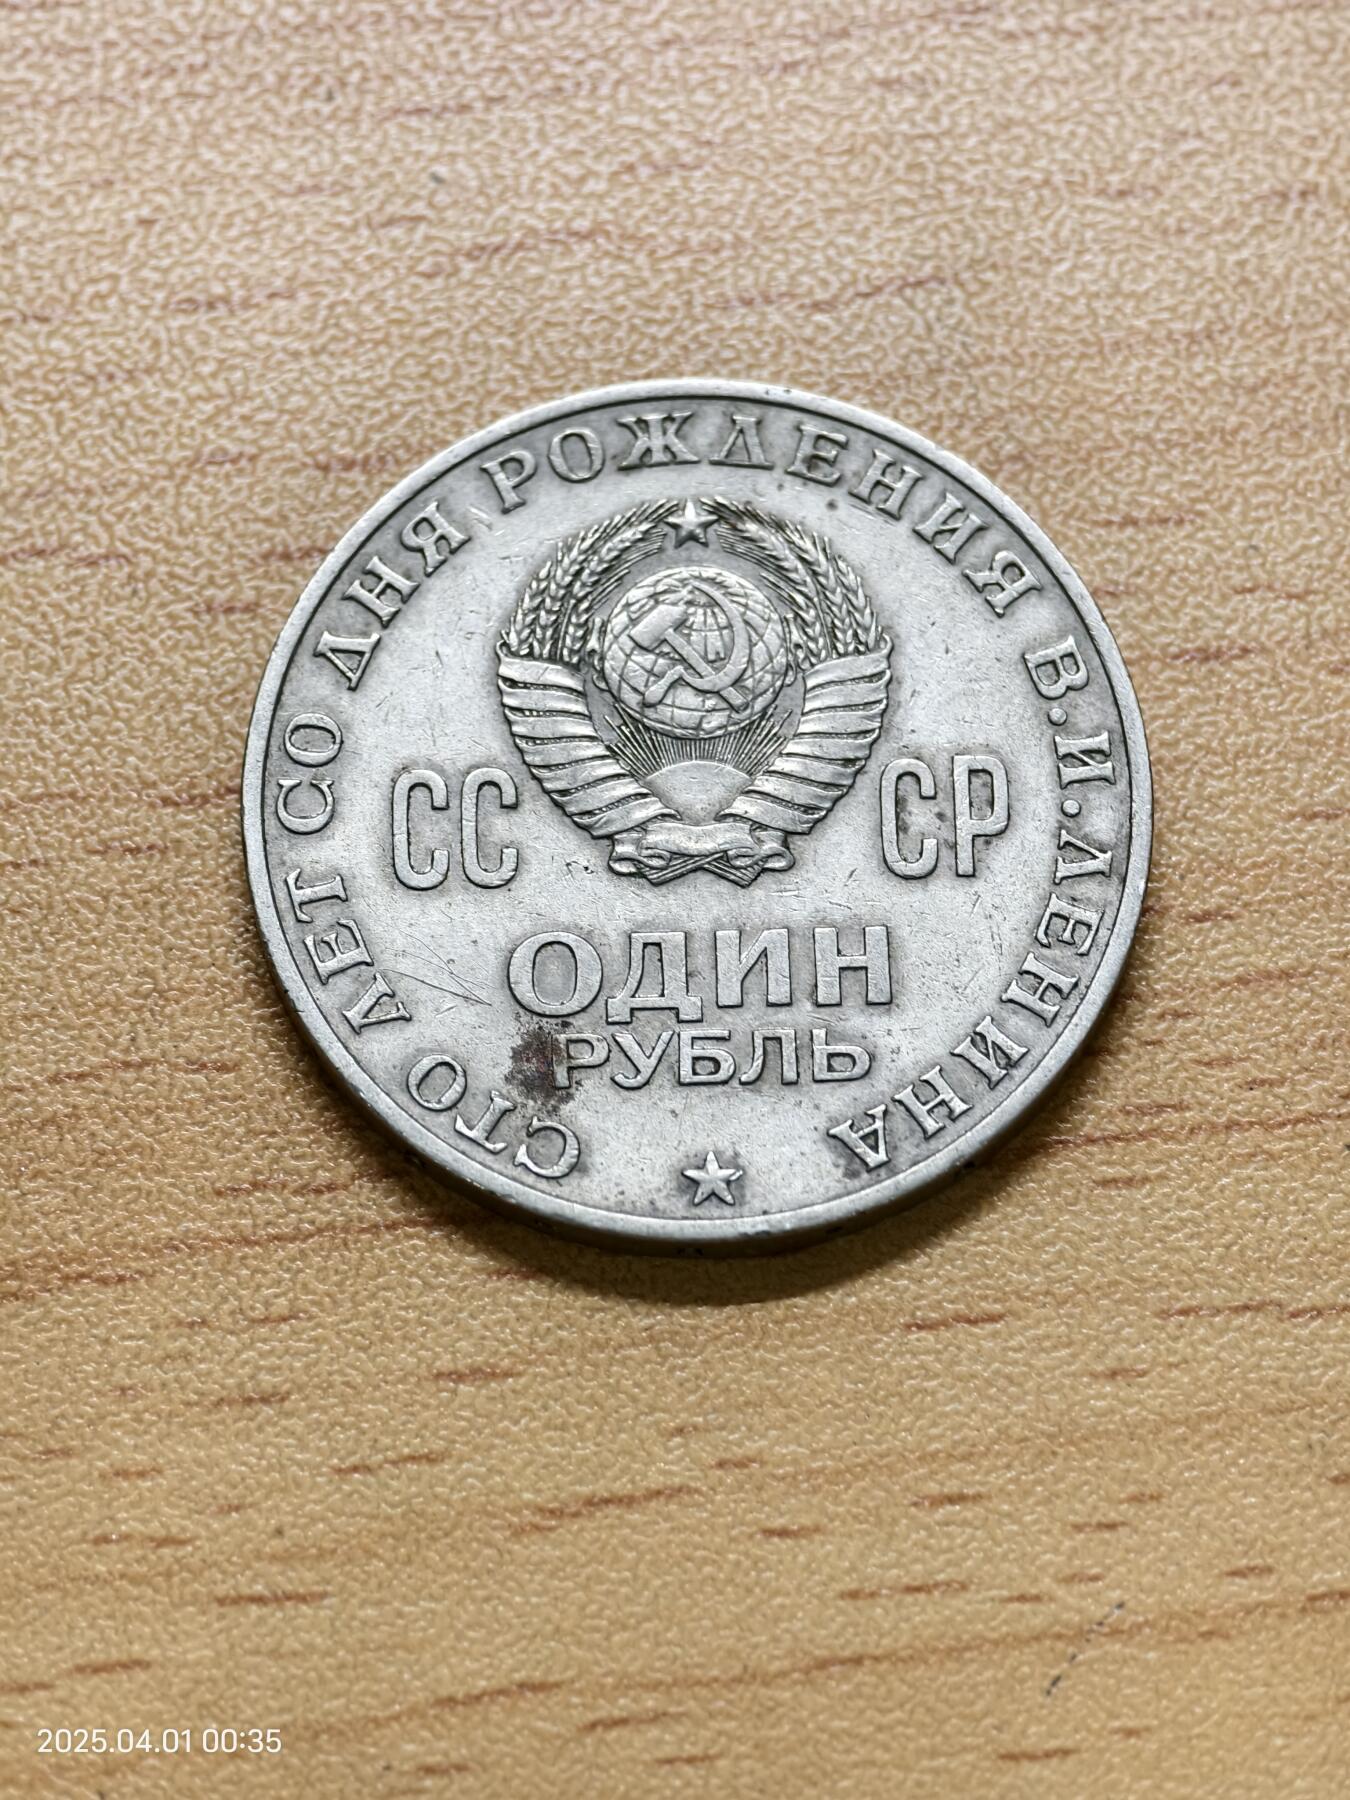 СТО ЛЕТ СО ДНЯ РОЖДЕНИЯ В.И.ЛЕНИНА
СС СР
ОДИН
РУБЛЬ
2025.04.01 00:35